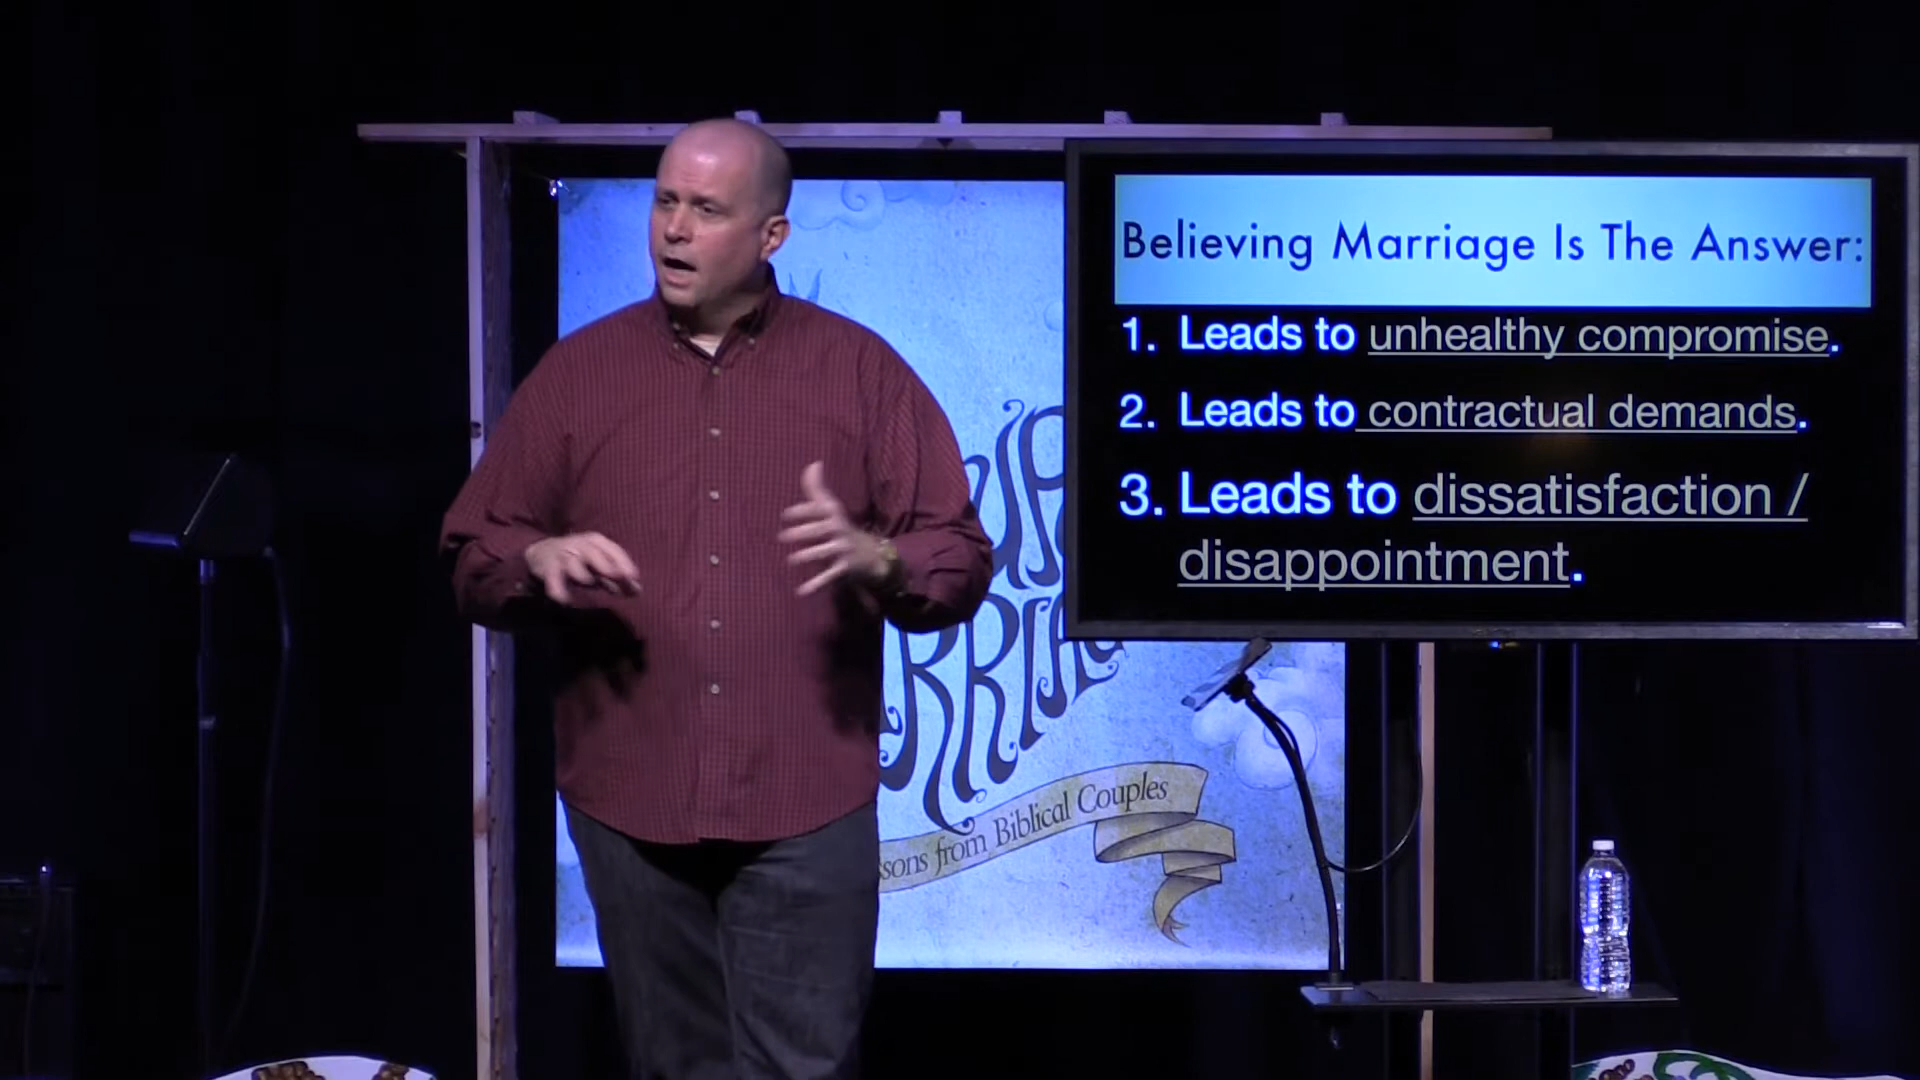 Believing Marriage Is The Answer:
1. Leads to unhealthy compromise.
2. Leads to contractual demands.
3. Leads to dissatisfaction /
disappointment.
from Biblical Couples